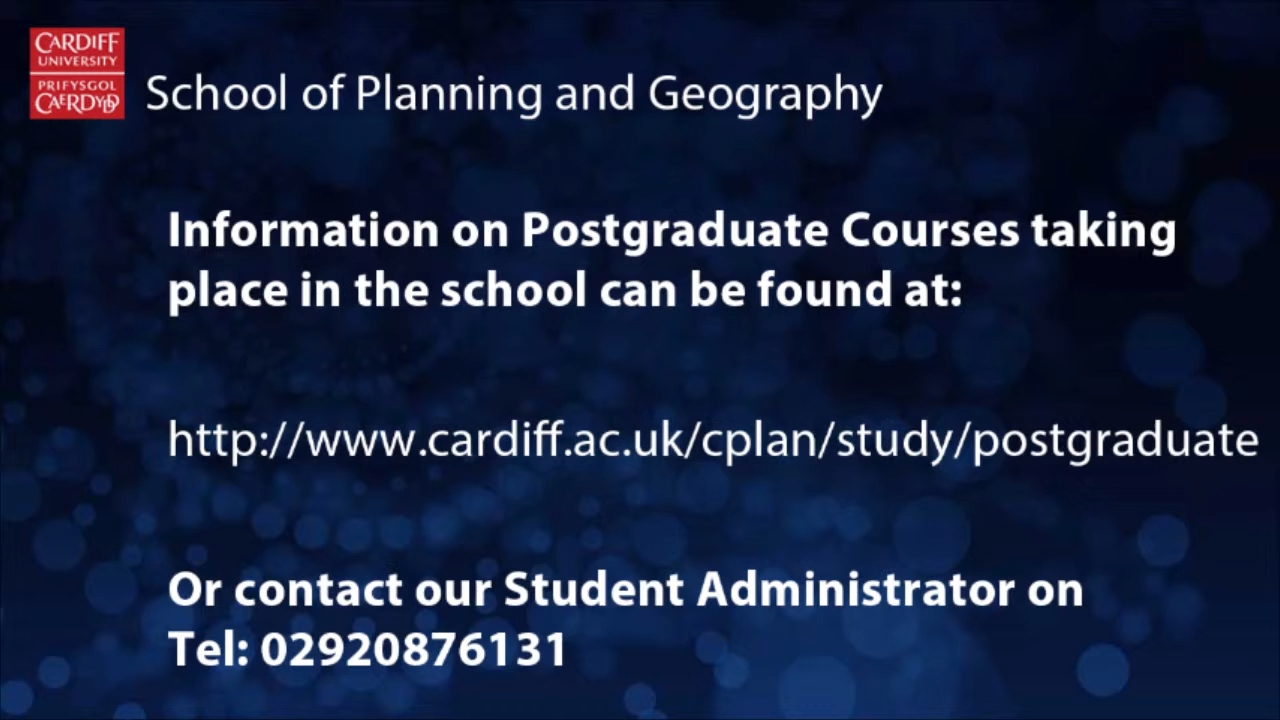 CARDIFF
UNIVERSITY
PRIFYSGOL
CAERDYDD
School of Planning and Geography
Information on Postgraduate Courses taking
place in the school can be found at:
http://www.cardiff.ac.uk/cplan/study/postgraduate
Or contact our Student Administrator on
Tel: 02920876131